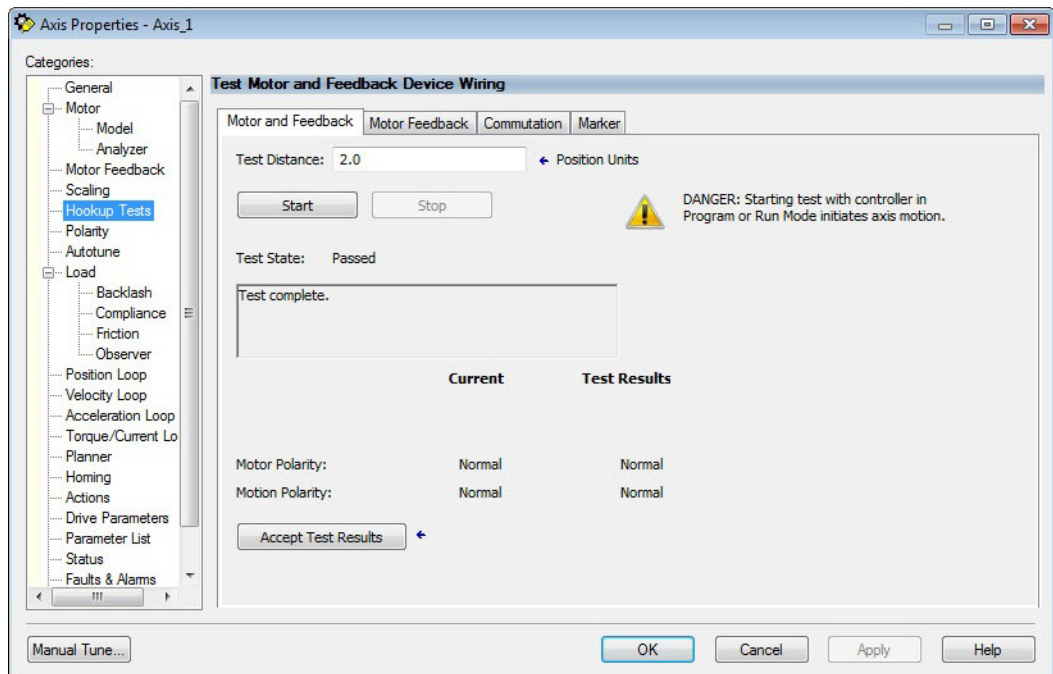 Axis Properties - Axis_1
Categories:
General
Motor
Model
Analyzer
Motor Feedback
Scaling
Hookup Tests
Polarity
Autotune
Load
Backlash
Compliance
Friction
Observer
Position Loop
Velocity Loop
Acceleration Loop
Torque/Current Lo
Planner
Homing
Actions
Drive Parameters
Parameter List
Status
Faults & Alarms
Test Motor and Feedback Device Wiring
Motor and Feedback Motor Feedback Commutation Marker
Test Distance: 2.0 Position Units
Start Stop
DANGER: Starting test with controller in
Program or Run Mode initiates axis motion.
Test State: Passed
Test complete.
Current Test Results
Motor Polarity: Normal Normal
Motion Polarity: Normal Normal
Accept Test Results
Manual Tune... OK Cancel Apply Help